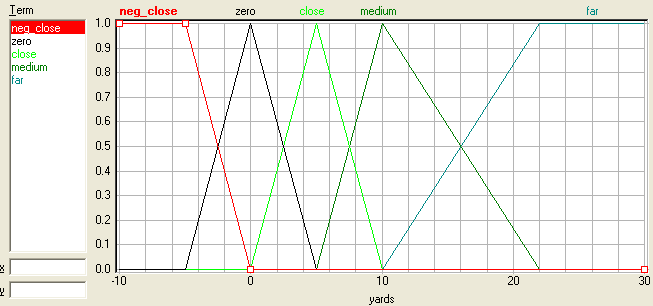 Term
neg_close
zero
close
medium
far
x
y
neg_close zero close medium far
1.0
0.9
0.8
0.7
0.6
0.5
0.4
0.3
0.2
0.1
0.0
-10 0 10 20 30
yards